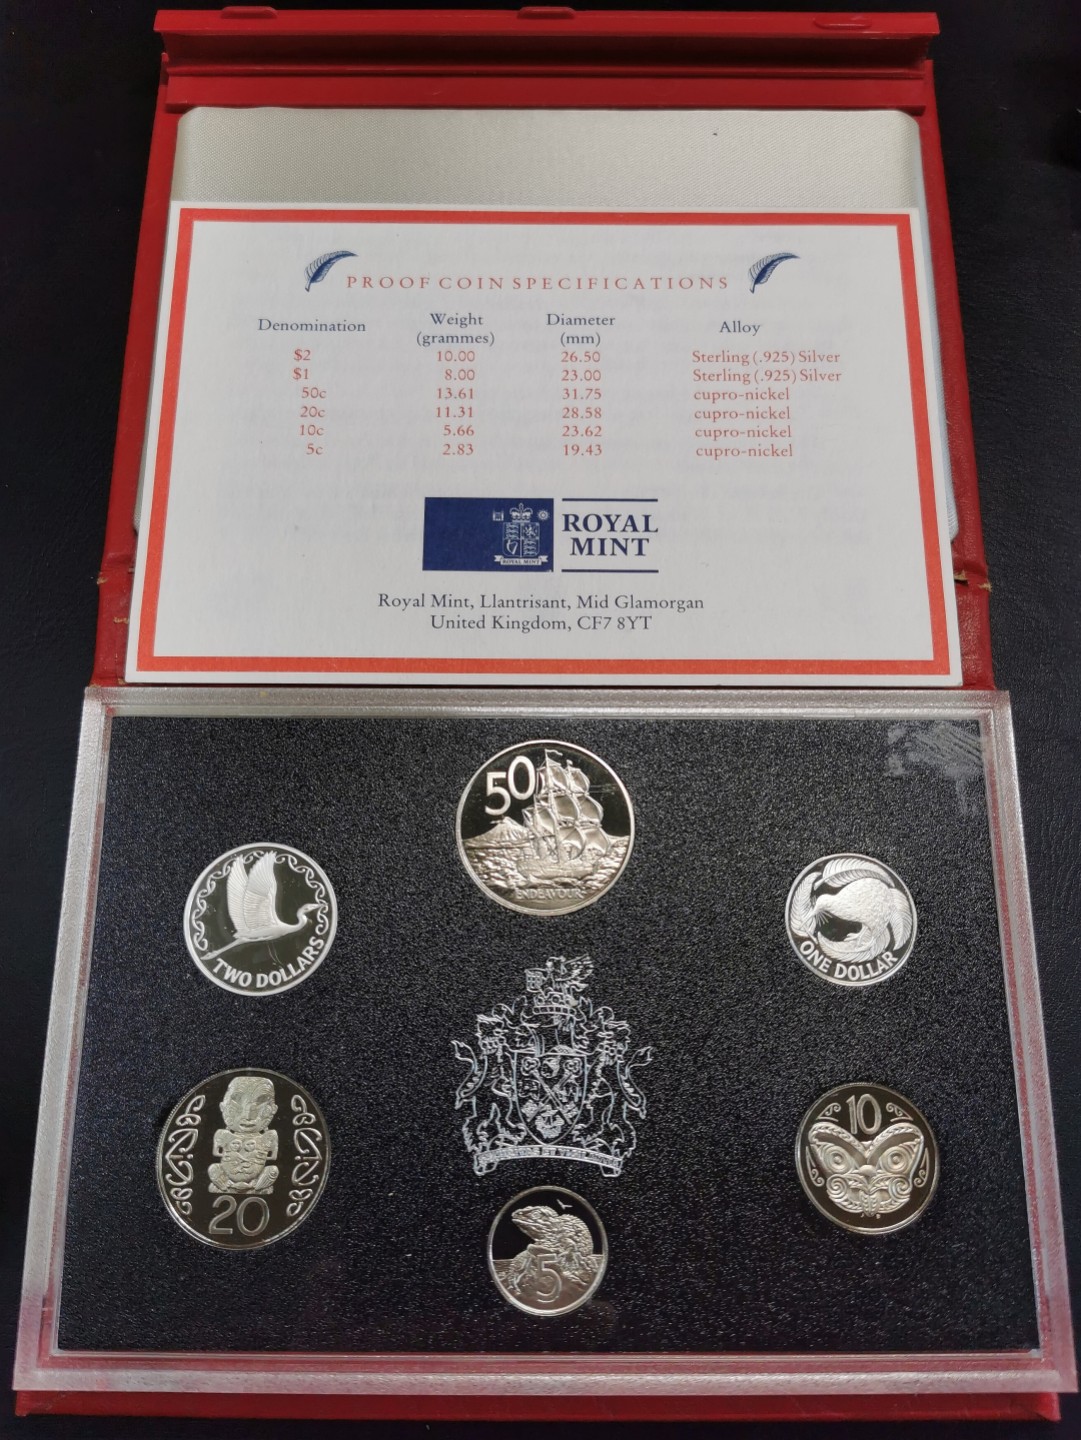 PROOF COIN SPECIFICATIONS
Denomination Weight (grammes) Diameter (mm) Alloy
$2 10.00 26.50 Sterling (.925) Silver
$1 8.00 23.00 Sterling (.925) Silver
50c 13.61 31.75 cupro-nickel
20c 11.31 28.58 cupro-nickel
10c 5.66 23.62 cupro-nickel
5c 2.83 19.43 cupro-nickel
ROYAL MINT
ROYAL
MINT
Royal Mint, Llantrisant, Mid Glamorgan
United Kingdom, CF7 8YT
50
ENDEAVOUR
TWO DOLLARS
ONE DOLLAR
20
10
5